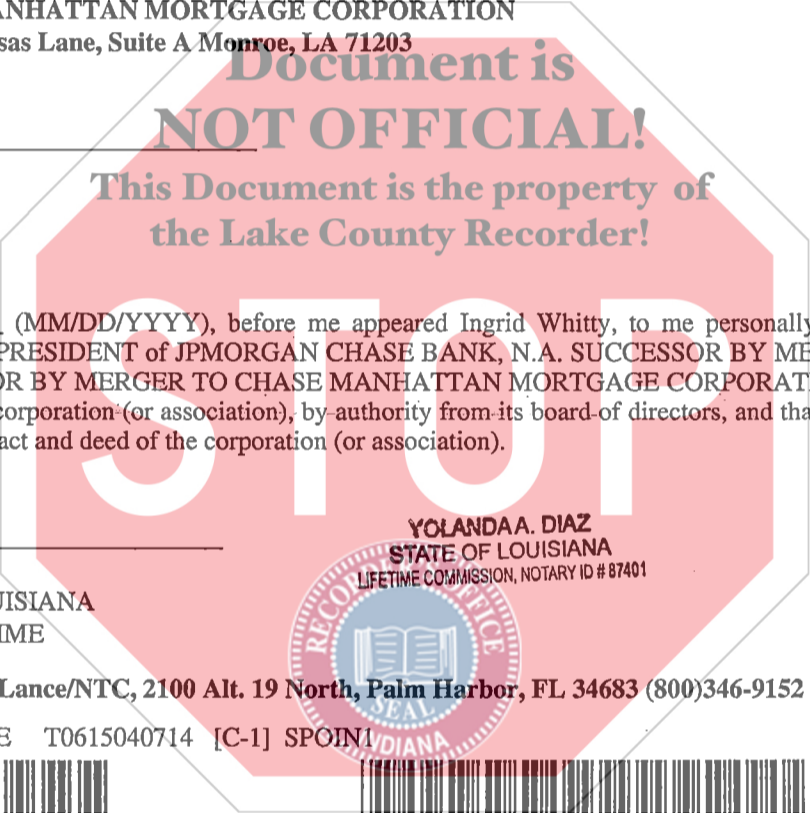 ANHATTAN MORTGAGE CORPORATION
sas Lane, Suite A Monroe, LA 71203
Document is
NOT OFFICIAL!
This Document is the property of
the Lake County Recorder!
(MM/DD/YYYY), before me appeared Ingrid Whitty, to me personally
PRESIDENT of JPMORGAN CHASE BANK, N.A. SUCCESSOR BY ME
OR BY MERGER TO CHASE MANHATTAN MORTGAGE CORPORAT
corporation (or association), by authority from its board of directors, and tha
act and deed of the corporation (or association).
STOP
YOLANDA A. DIAZ
STATE OF LOUISIANA
LIFETIME COMMISSION, NOTARY ID # 87401
UISIANA
IME
RECORDER'S OFFICE
SEAL
INDIANA
Lance/NTC, 2100 Alt. 19 North, Palm Harbor, FL 34683 (800)346-9152
E T0615040714 [C-1] SPOIN1